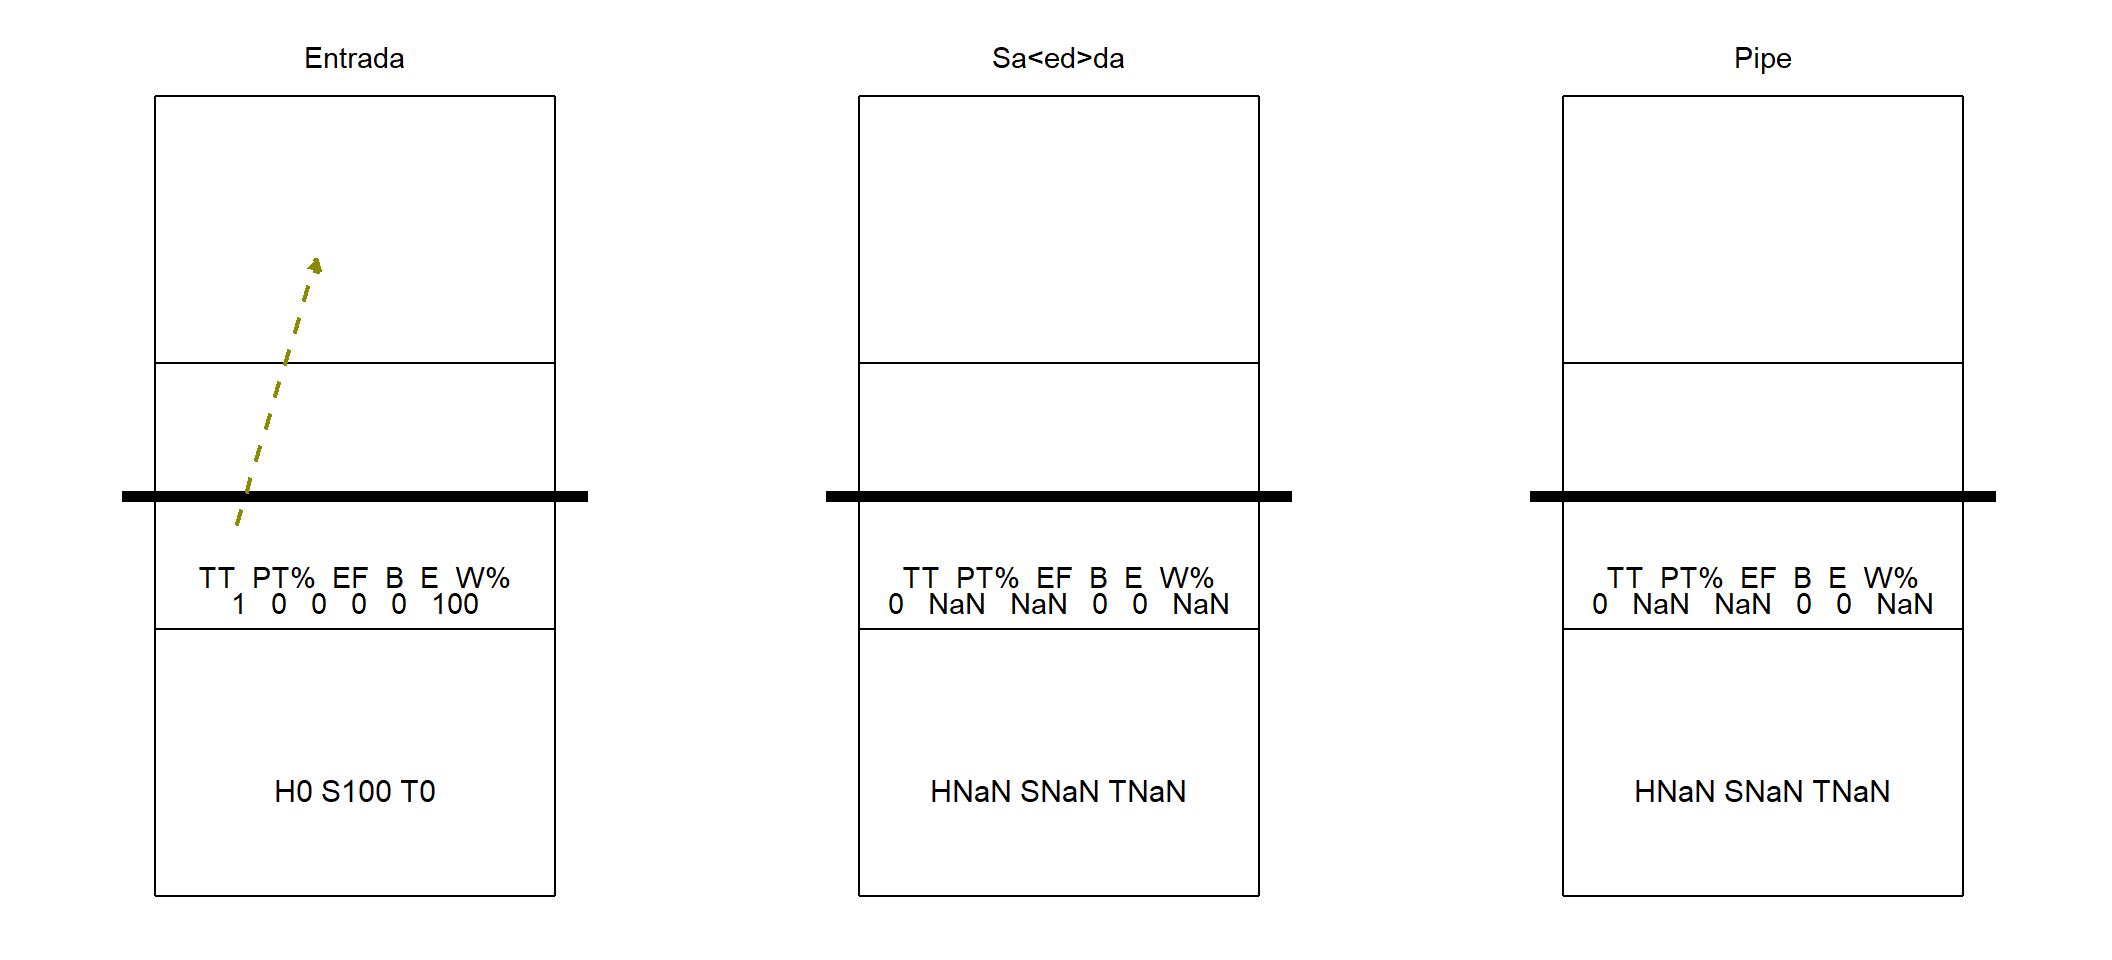 Entrada
TT PT% EF B E W%
1 0 0 0 0 100
H0 S100 T0
Sa<ed>da
TT PT% EF B E W%
0 NaN NaN 0 0 NaN
HNaN SNaN TNaN
Pipe
TT PT% EF B E W%
0 NaN NaN 0 0 NaN
HNaN SNaN TNaN